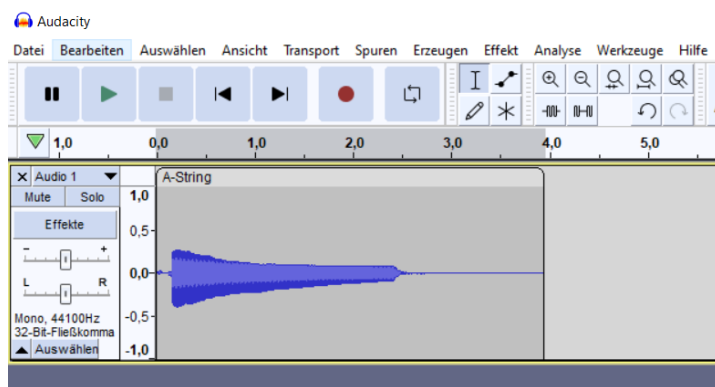 Audacity
Datei Bearbeiten Auswählen Ansicht Transport Spuren Erzeugen Effekt Analyse Werkzeuge Hilfe
1,0 0,0 1,0 2,0 3,0 4,0 5,0
× Audio 1 A-String
Mute Solo 1,0
Effekte 0,5
- +
0,0
L R
Mono, 44100Hz -0,5
32-Bit-Fließkomma
Auswählen -1,0